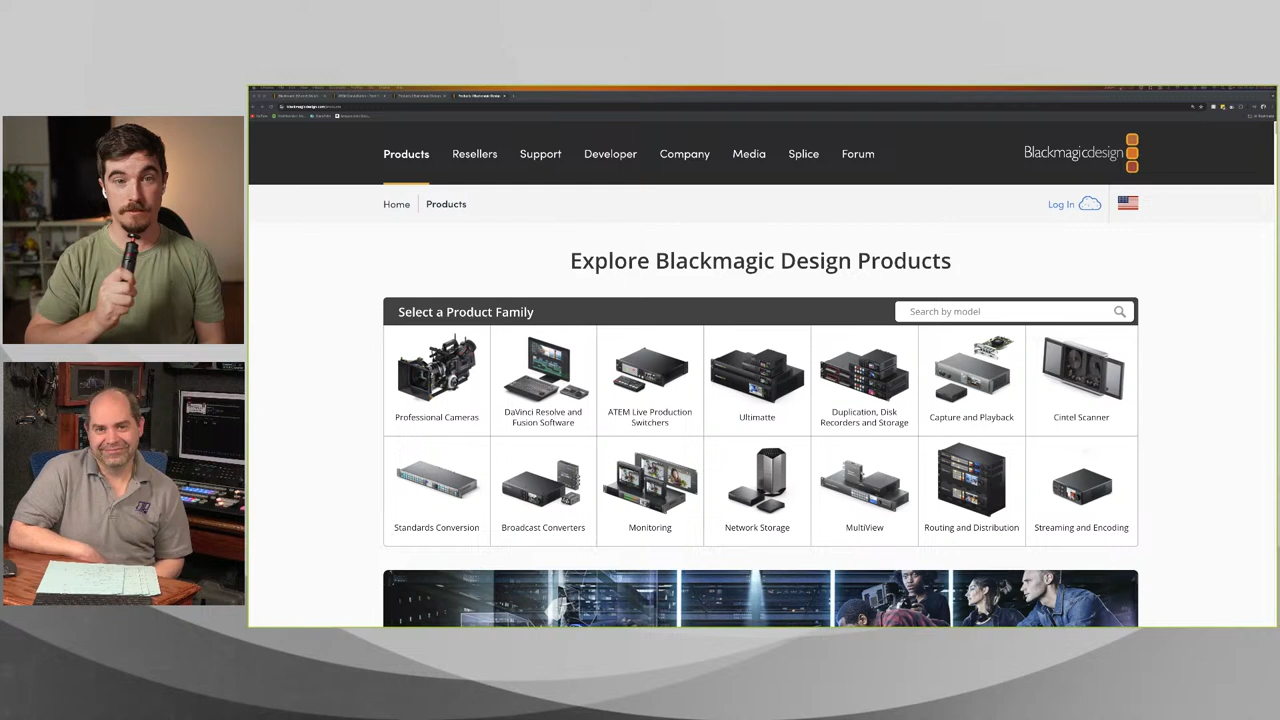 Products
Resellers
Support
Developer
Company
Media
Splice
Forum
Blackmagicdesign
Home
Products
Log In
Explore Blackmagic Design Products
Select a Product Family
Search by model
Professional Cameras
DaVinci Resolve and
Fusion Software
ATEM Live Production
Switchers
Ultimatte
Duplication, Disk
Recorders and Storage
Capture and Playback
Cintel Scanner
Standards Conversion
Broadcast Converters
Monitoring
Network Storage
MultiView
Routing and Distribution
Streaming and Encoding